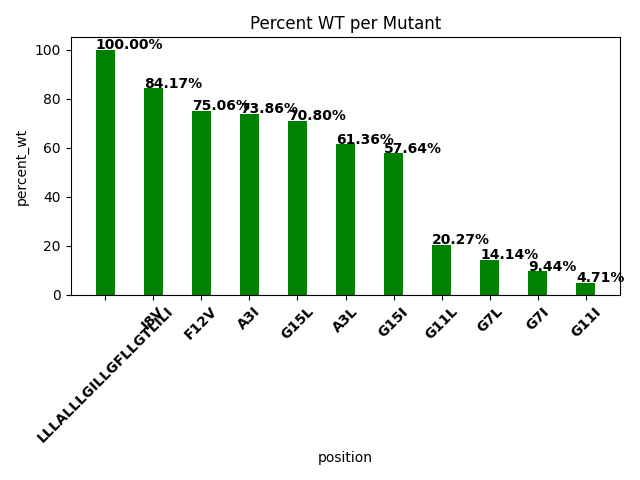 Percent WT per Mutant
percent_wt
100
80
60
40
20
0
100.00%
84.17%
75.06%
73.86%
70.80%
61.36%
57.64%
20.27%
14.14%
9.44%
4.71%
LLLALLLGILLGFLLGTLILI
I8V
F12V
A3I
G15L
A3L
G15I
G11L
G7L
G7I
G11I
position